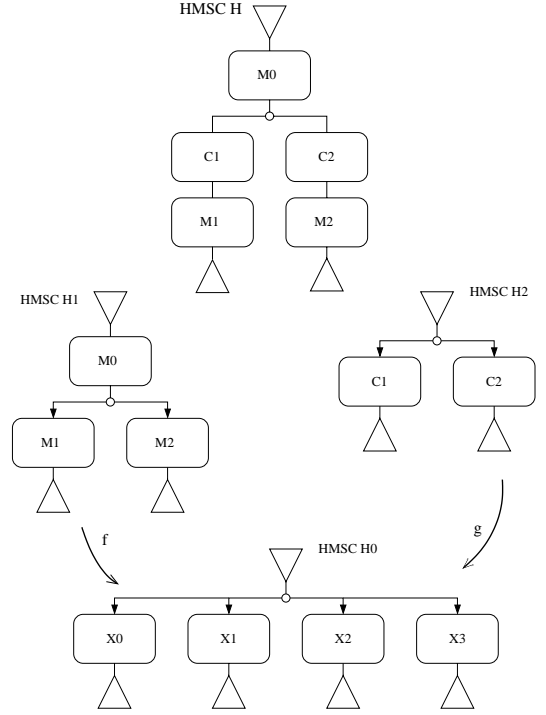 HMSC H
M0
C1 C2
M1 M2
HMSC H1 HMSC H2
M0
C1 C2
M1 M2
f g
HMSC H0
X0 X1 X2 X3